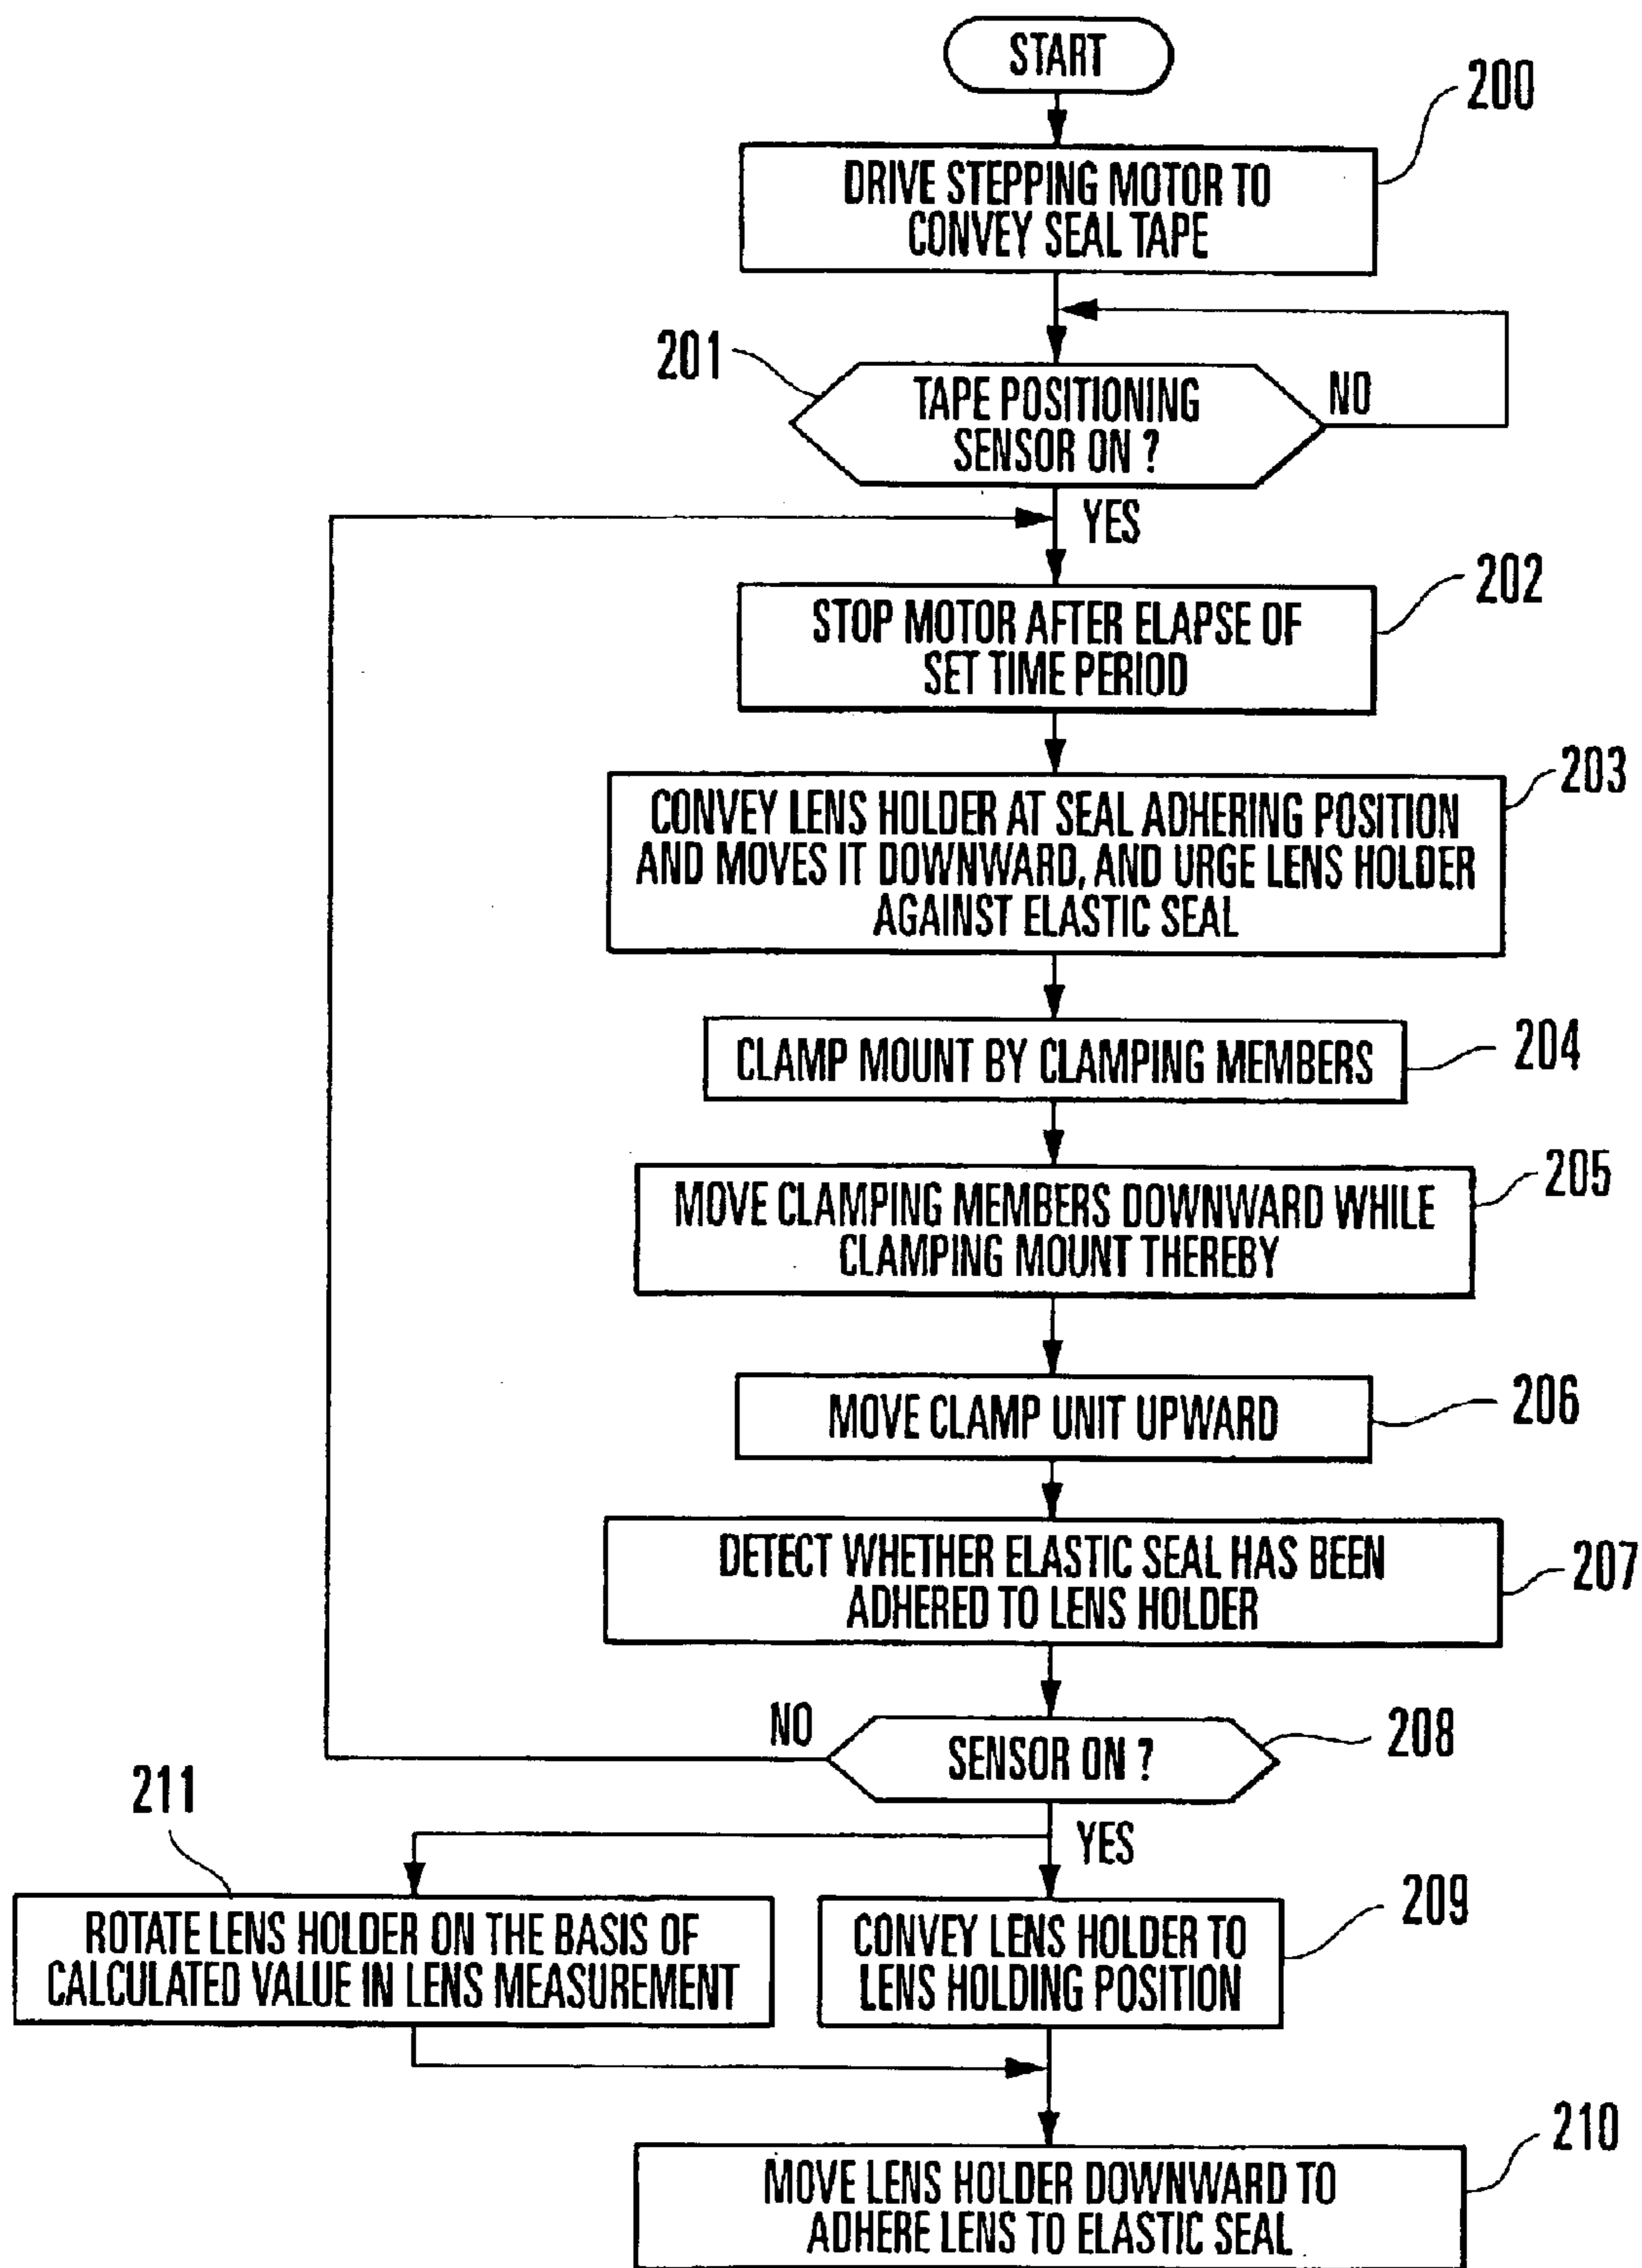 START
200
DRIVE STEPPING MOTOR TO
CONVEY SEAL TAPE
201
TAPE POSITIONING
SENSOR ON ?
NO
YES
202
STOP MOTOR AFTER ELAPSE OF
SET TIME PERIOD
203
CONVEY LENS HOLDER AT SEAL ADHERING POSITION
AND MOVES IT DOWNWARD, AND URGE LENS HOLDER
AGAINST ELASTIC SEAL
CLAMP MOUNT BY CLAMPING MEMBERS
204
205
MOVE CLAMPING MEMBERS DOWNWARD WHILE
CLAMPING MOUNT THEREBY
MOVE CLAMP UNIT UPWARD
206
DETECT WHETHER ELASTIC SEAL HAS BEEN
ADHERED TO LENS HOLDER
207
NO
SENSOR ON ?
208
211
YES
209
ROTATE LENS HOLDER ON THE BASIS OF
CALCULATED VALUE IN LENS MEASUREMENT
CONVEY LENS HOLDER TO
LENS HOLDING POSITION
210
MOVE LENS HOLDER DOWNWARD TO
ADHERE LENS TO ELASTIC SEAL